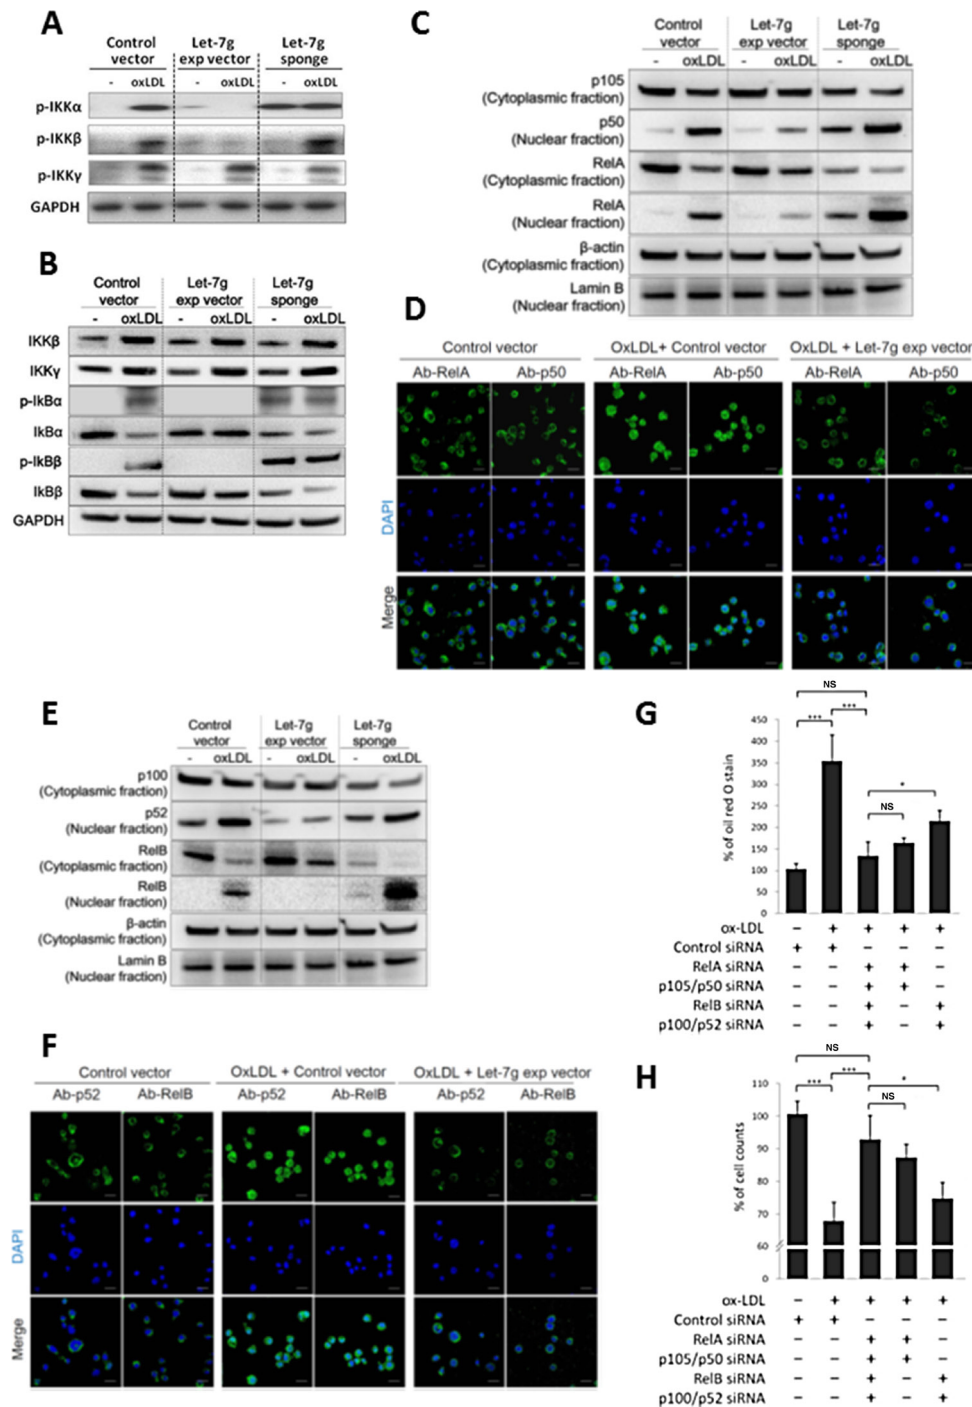 A
Control vector
Let-7g exp vector
Let-7g sponge
- oxLDL - oxLDL - oxLDL
p-IKKα
p-IKKβ
p-IKKγ
GAPDH
B
Control vector
Let-7g exp vector
Let-7g sponge
- oxLDL - oxLDL - oxLDL
IKKβ
IKKγ
p-IkBα
IkBα
p-IkBβ
IkBβ
GAPDH
C
Control vector
Let-7g exp vector
Let-7g sponge
- oxLDL - oxLDL - oxLDL
p105
(Cytoplasmic fraction)
p50
(Nuclear fraction)
RelA
(Cytoplasmic fraction)
RelA
(Nuclear fraction)
β-actin
(Cytoplasmic fraction)
Lamin B
(Nuclear fraction)
D
Control vector OxLDL+ Control vector OxLDL + Let-7g exp vector
Ab-RelA Ab-p50 Ab-RelA Ab-p50 Ab-RelA Ab-p50
DAPI
Merge
E
Control vector
Let-7g exp vector
Let-7g sponge
- oxLDL - oxLDL - oxLDL
p100
(Cytoplasmic fraction)
p52
(Nuclear fraction)
RelB
(Cytoplasmic fraction)
RelB
(Nuclear fraction)
β-actin
(Cytoplasmic fraction)
Lamin B
(Nuclear fraction)
F
Control vector OxLDL + Control vector OxLDL + Let-7g exp vector
Ab-p52 Ab-RelB Ab-p52 Ab-RelB Ab-p52 Ab-RelB
DAPI
Merge
G
NS
*** ***
*
NS
% of oil red O stain
450
400
350
300
250
200
150
100
50
0
ox-LDL − + + + +
Control siRNA + + − − −
RelA siRNA − − + + −
p105/p50 siRNA − − + + −
RelB siRNA − − + − +
p100/p52 siRNA − − + − +
H
NS
*** ***
*
NS
% of cell counts
110
100
90
80
70
60
0
ox-LDL − + + + +
Control siRNA + + − − −
RelA siRNA − − + + −
p105/p50 siRNA − − + + −
RelB siRNA − − + − +
p100/p52 siRNA − − + − +